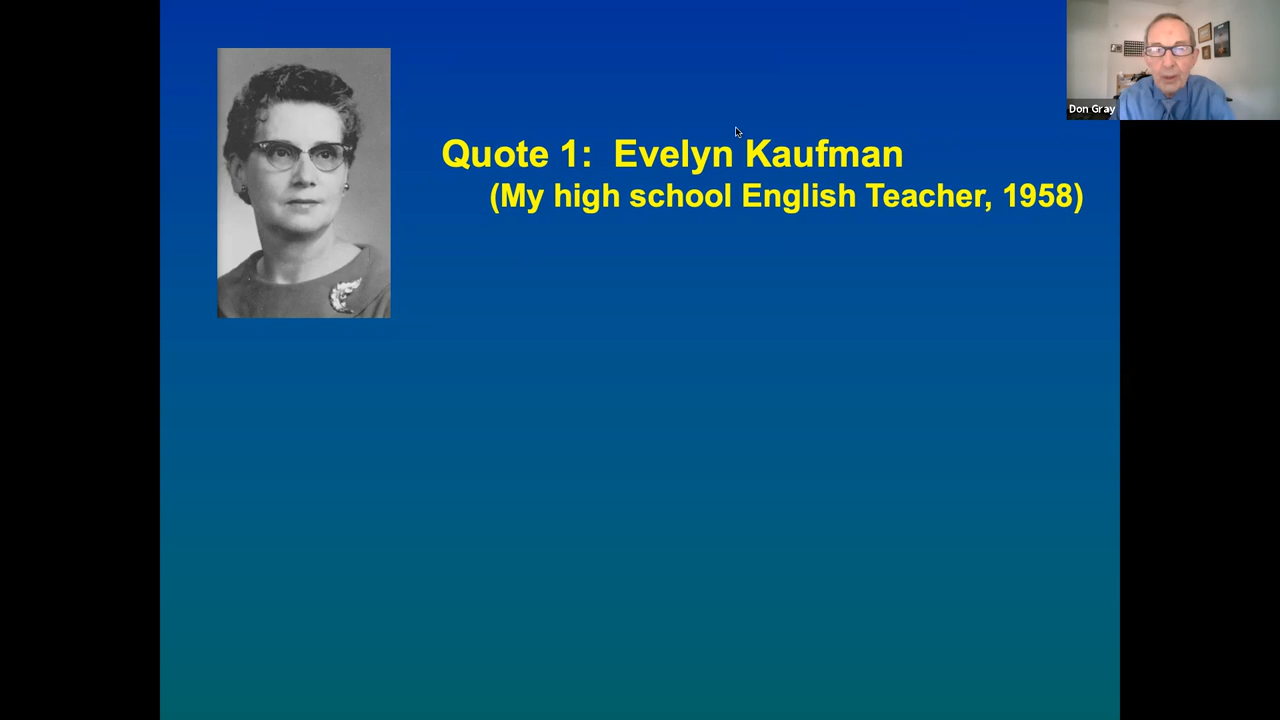 Don Gray
Quote 1: Evelyn Kaufman
(My high school English Teacher, 1958)